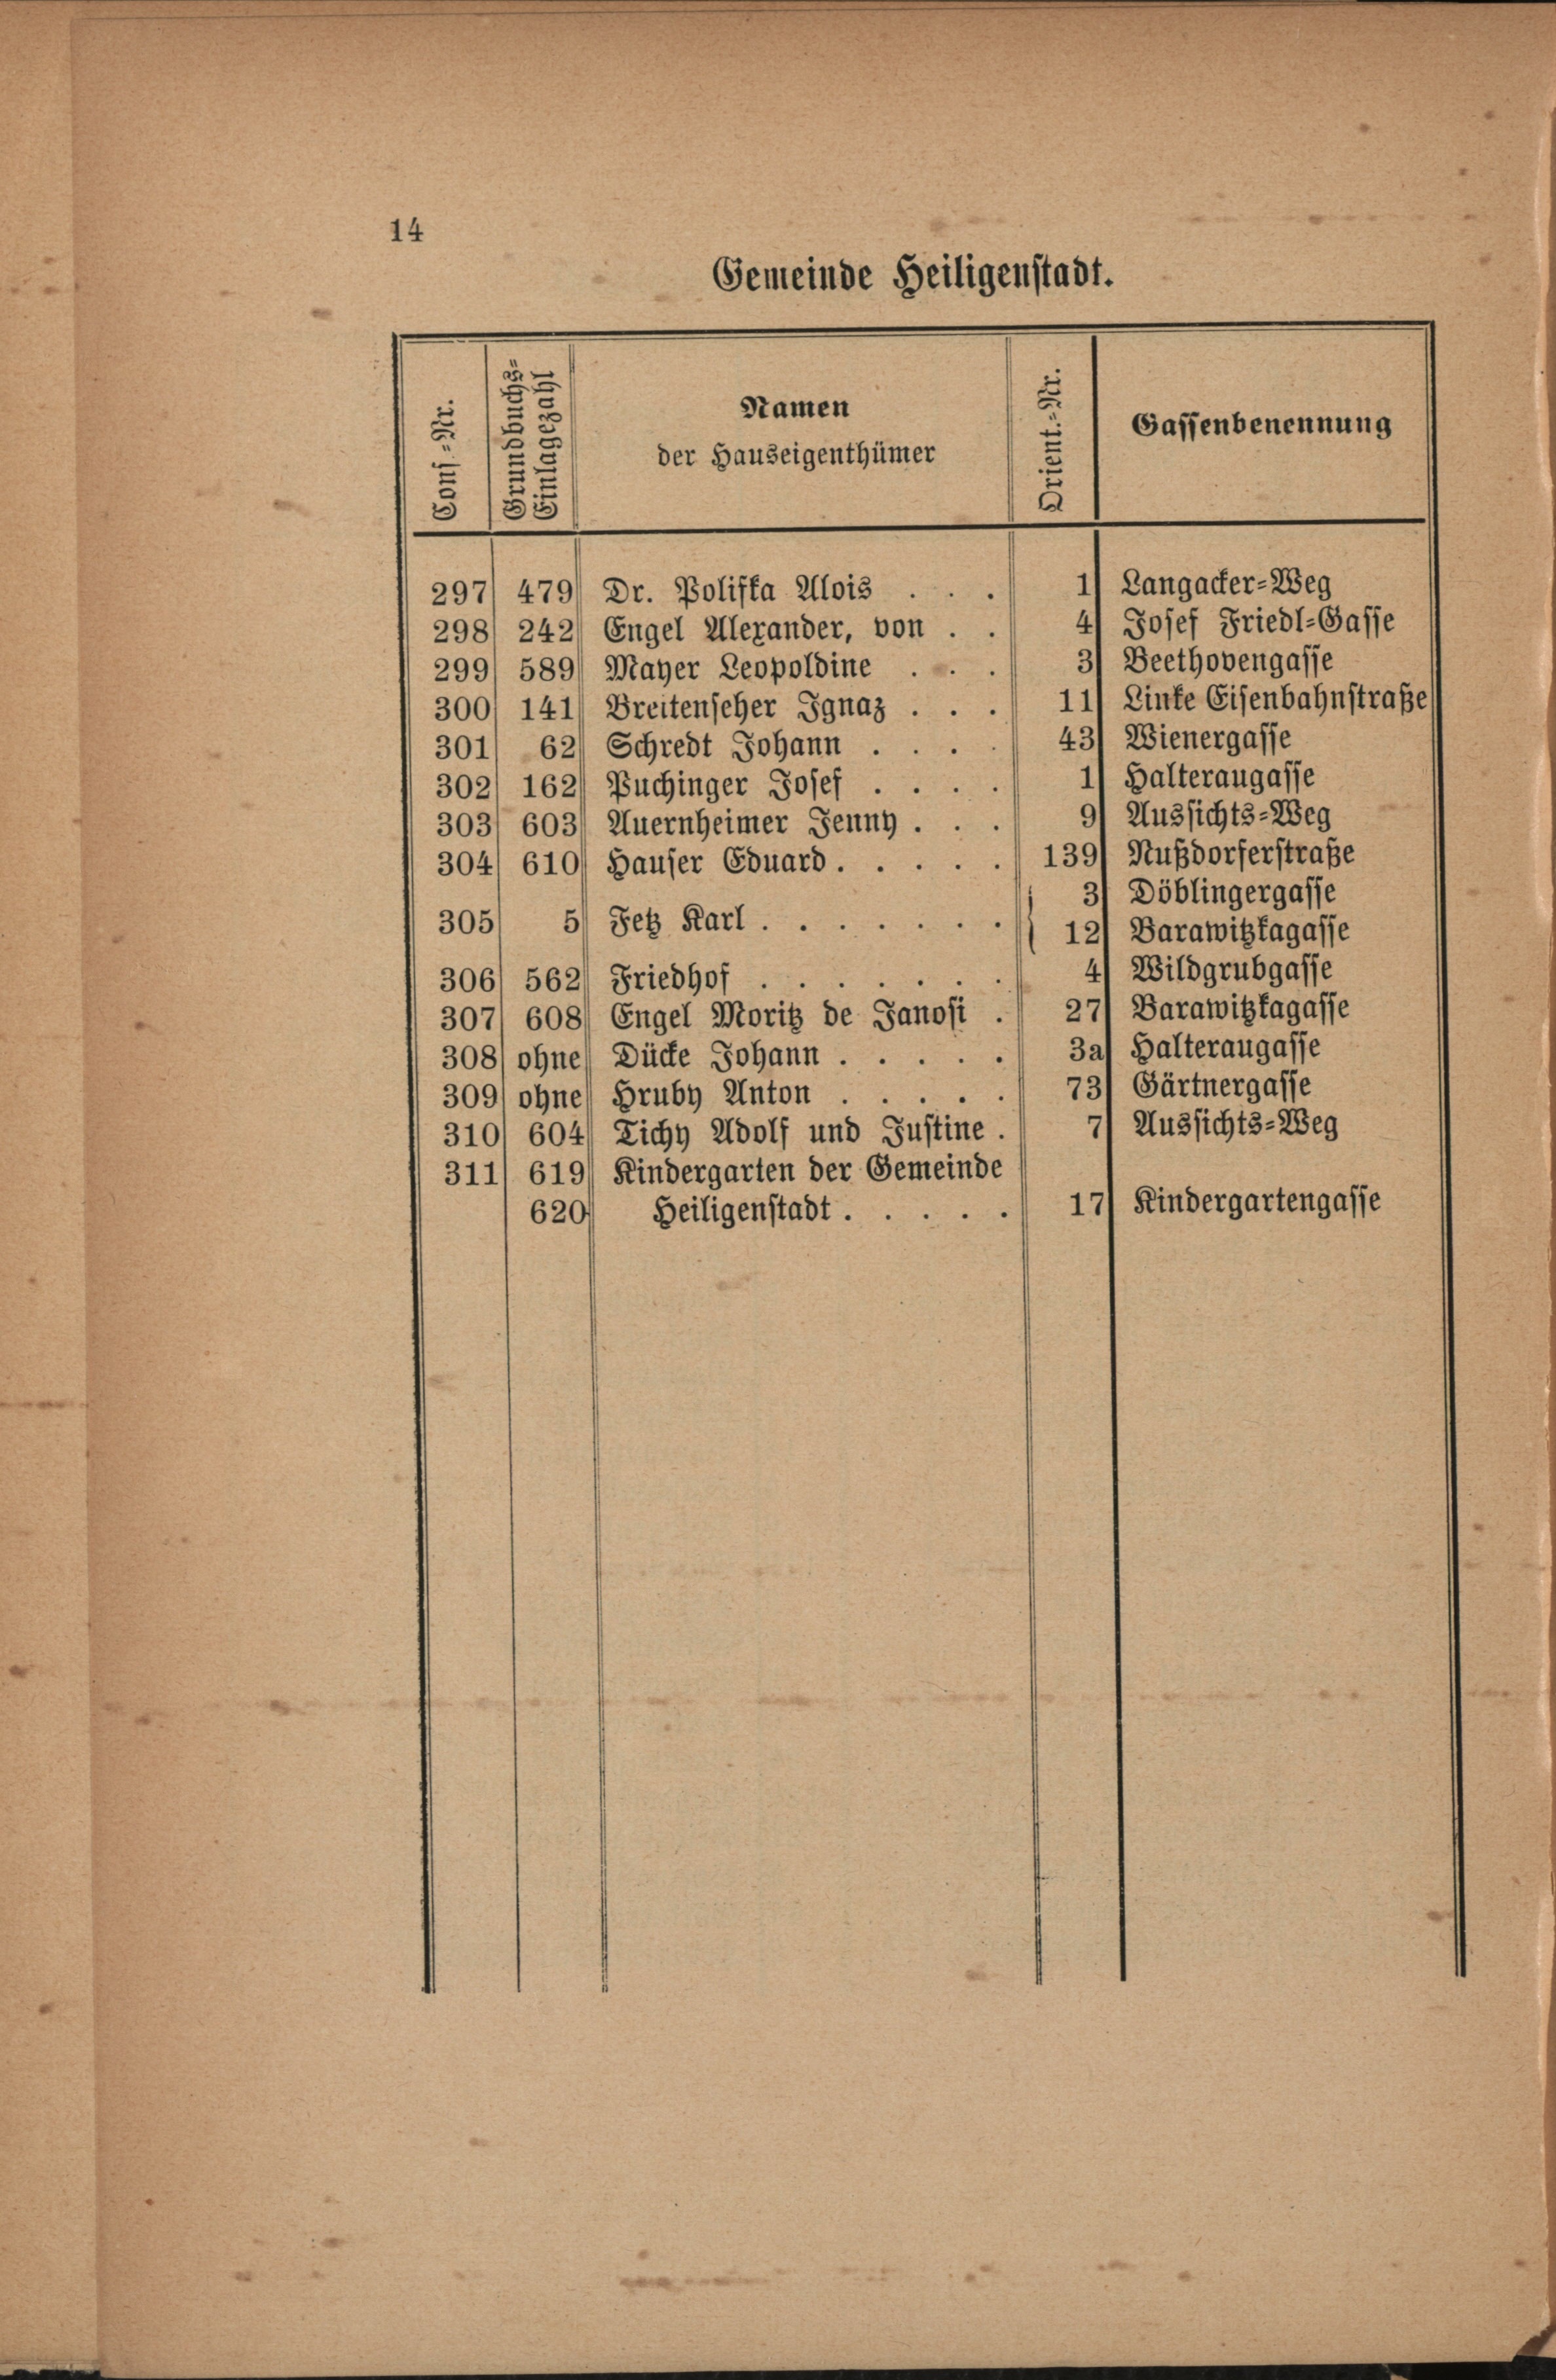 14
Gemeinde Heiligenstadt.
Cons.-Nr.
Grundbuchs-
Einlagezahl
Namen
der Hauseigenthümer
Orient.-Nr.
Gassenbenennung
297 479 Dr. Polifka Alois . . . 1 Langacker-Weg
298 242 Engel Alexander, von . . 4 Josef Friedl-Gasse
299 589 Mayer Leopoldine . . . 3 Beethovengasse
300 141 Breitenseher Ignaz . . . 11 Linke Eisenbahnstraße
301 62 Schredt Johann . . . . 43 Wienergasse
302 162 Puchinger Josef . . . . 1 Halteraugasse
303 603 Auernheimer Jenny . . . 9 Aussichts-Weg
304 610 Hauser Eduard . . . . . 139 Nußdorferstraße
3 Döblingergasse
305 5 Fetz Karl . . . . . . . 12 Barawitzkagasse
306 562 Friedhof . . . . . . . 4 Wildgrubgasse
307 608 Engel Moritz de Janosi . 27 Barawitzkagasse
308 ohne Dücke Johann . . . . . 3a Halteraugasse
309 ohne Hruby Anton . . . . . 73 Gärtnergasse
310 604 Tichy Adolf und Justine . 7 Aussichts-Weg
311 619 Kindergarten der Gemeinde
620 Heiligenstadt . . . . . 17 Kindergartengasse